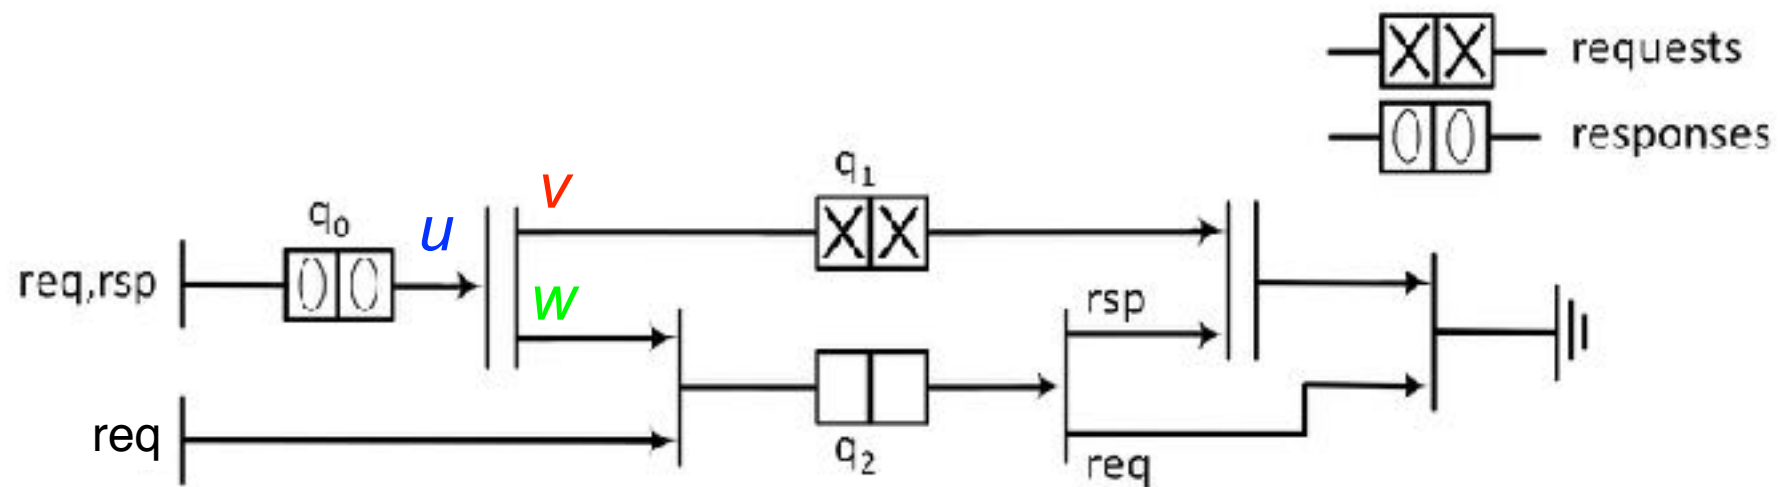 requests
responses
q1
v
q0
u
req,rsp
w
rsp
req
q2
req